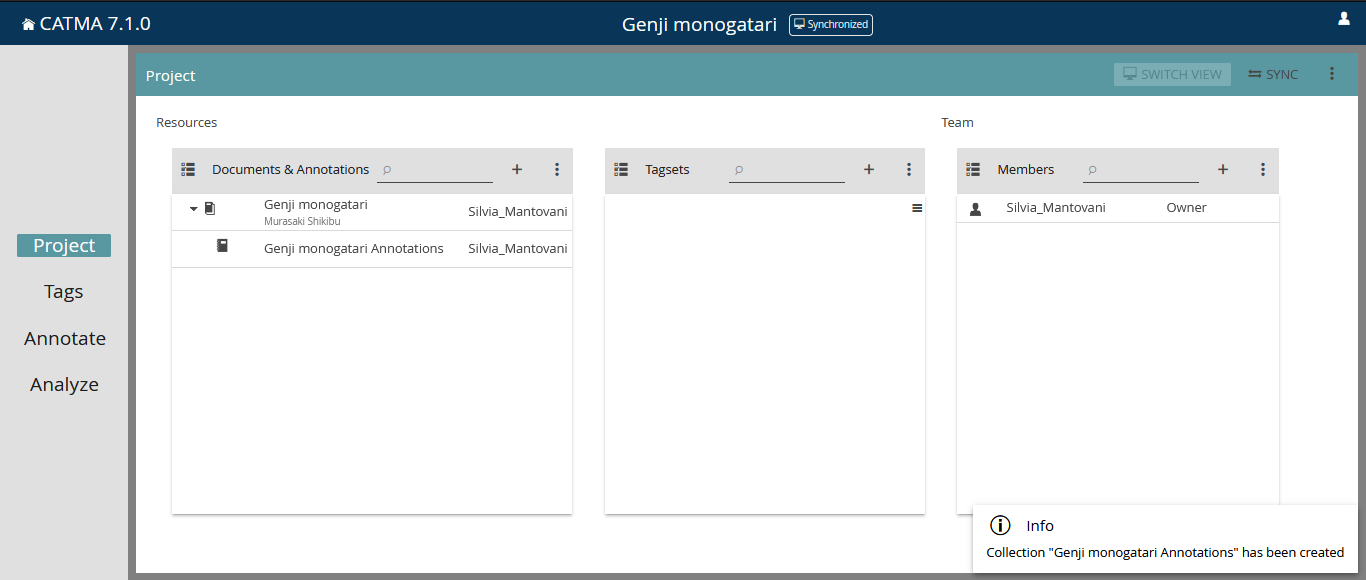 CATMA 7.1.0
Genji monogatari
Synchronized
Project
SWITCH VIEW
SYNC
Resources
Team
Documents & Annotations
Tagsets
Members
Genji monogatari
Murasaki Shikibu
Silvia_Mantovani
Genji monogatari Annotations
Silvia_Mantovani
Silvia_Mantovani
Owner
Project
Tags
Annotate
Analyze
Info
Collection "Genji monogatari Annotations" has been created